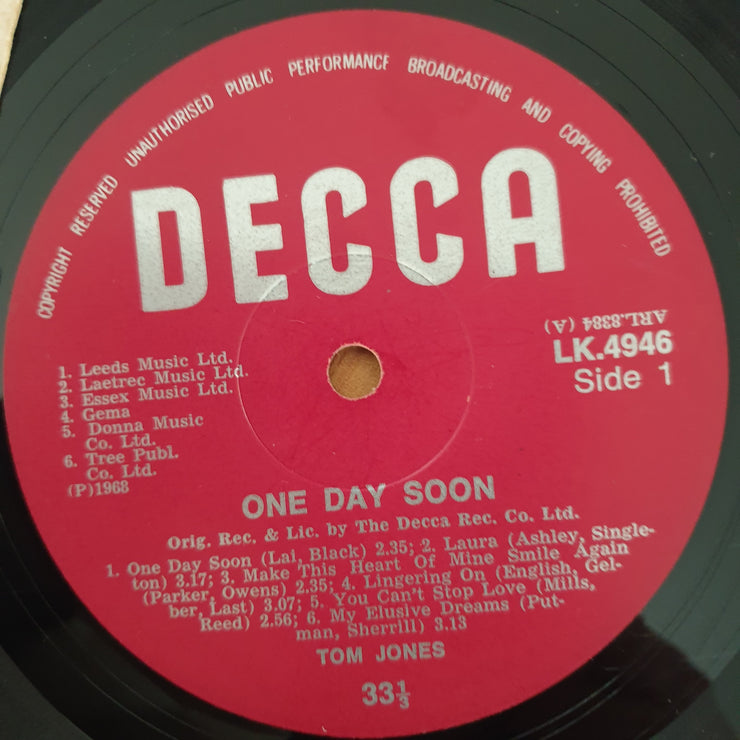 COPYRIGHT RESERVED UNAUTHORISED PUBLIC PERFORMANCE BROADCASTING AND COPYING PROHIBITED
DECCA
ARL.8384 (A)
LK.4946
Side 1
1. Leeds Music Ltd.
2. Laetrec Music Ltd.
3. Essex Music Ltd.
4. Gema
5. Donna Music
Co. Ltd.
6. Tree Publ.
Co. Ltd.
(P)1968
ONE DAY SOON
Orig. Rec. & Lic. by The Decca Rec. Co. Ltd.
1. One Day Soon (Lai, Black) 2.35; 2. Laura (Ashley, Single-
ton) 3.17; 3. Make This Heart Of Mine Smile Again
(Parker, Owens) 2.35; 4. Lingering On (English, Gel-
ber, Last) 3.07; 5. You Can't Stop Love (Mills,
Reed) 2.56; 6. My Elusive Dreams (Put-
man, Sherrill) 3.13
TOM JONES
33⅓